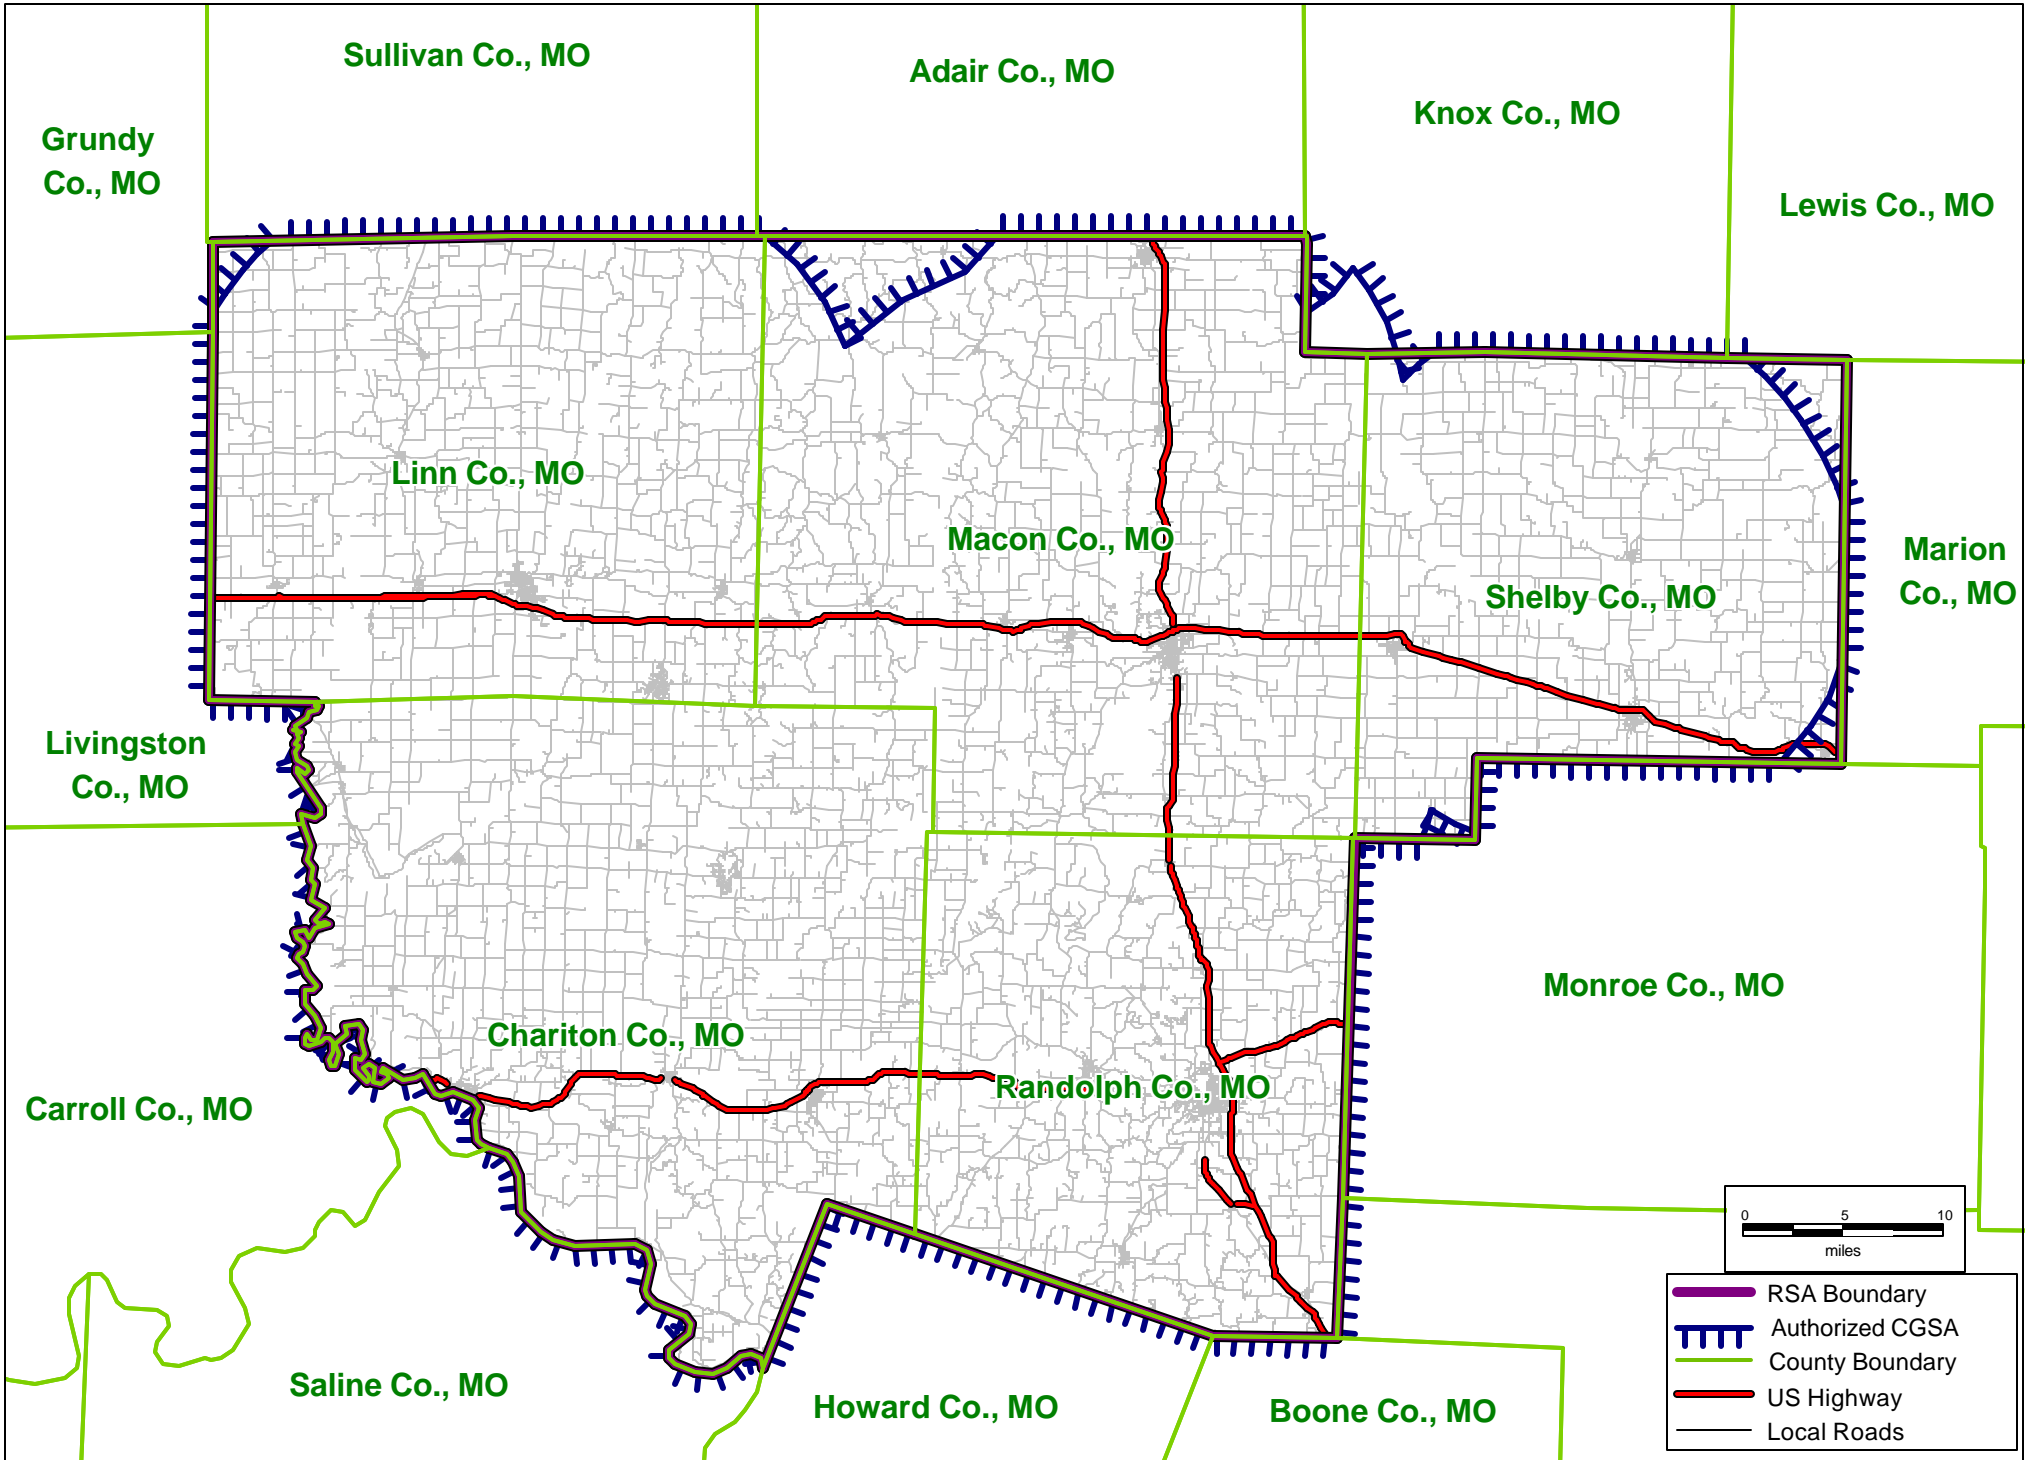 Sullivan Co., MO
Adair Co., MO
Knox Co., MO
Grundy
Co., MO
Lewis Co., MO
Linn Co., MO
Macon Co., MO
Marion
Co., MO
Shelby Co., MO
Livingston
Co., MO
Monroe Co., MO
Chariton Co., MO
Randolph Co., MO
Carroll Co., MO
Saline Co., MO
Howard Co., MO
Boone Co., MO
0 5 10
miles
RSA Boundary
Authorized CGSA
County Boundary
US Highway
Local Roads